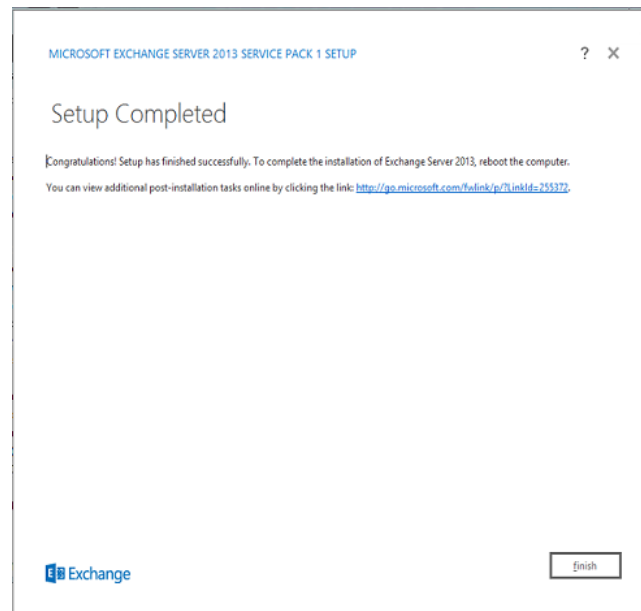 MICROSOFT EXCHANGE SERVER 2013 SERVICE PACK 1 SETUP
? X
Setup Completed
Congratulations! Setup has finished successfully. To complete the installation of Exchange Server 2013, reboot the computer.
You can view additional post-installation tasks online by clicking the link: http://go.microsoft.com/fwlink/p/?LinkId=255372.
Exchange
finish